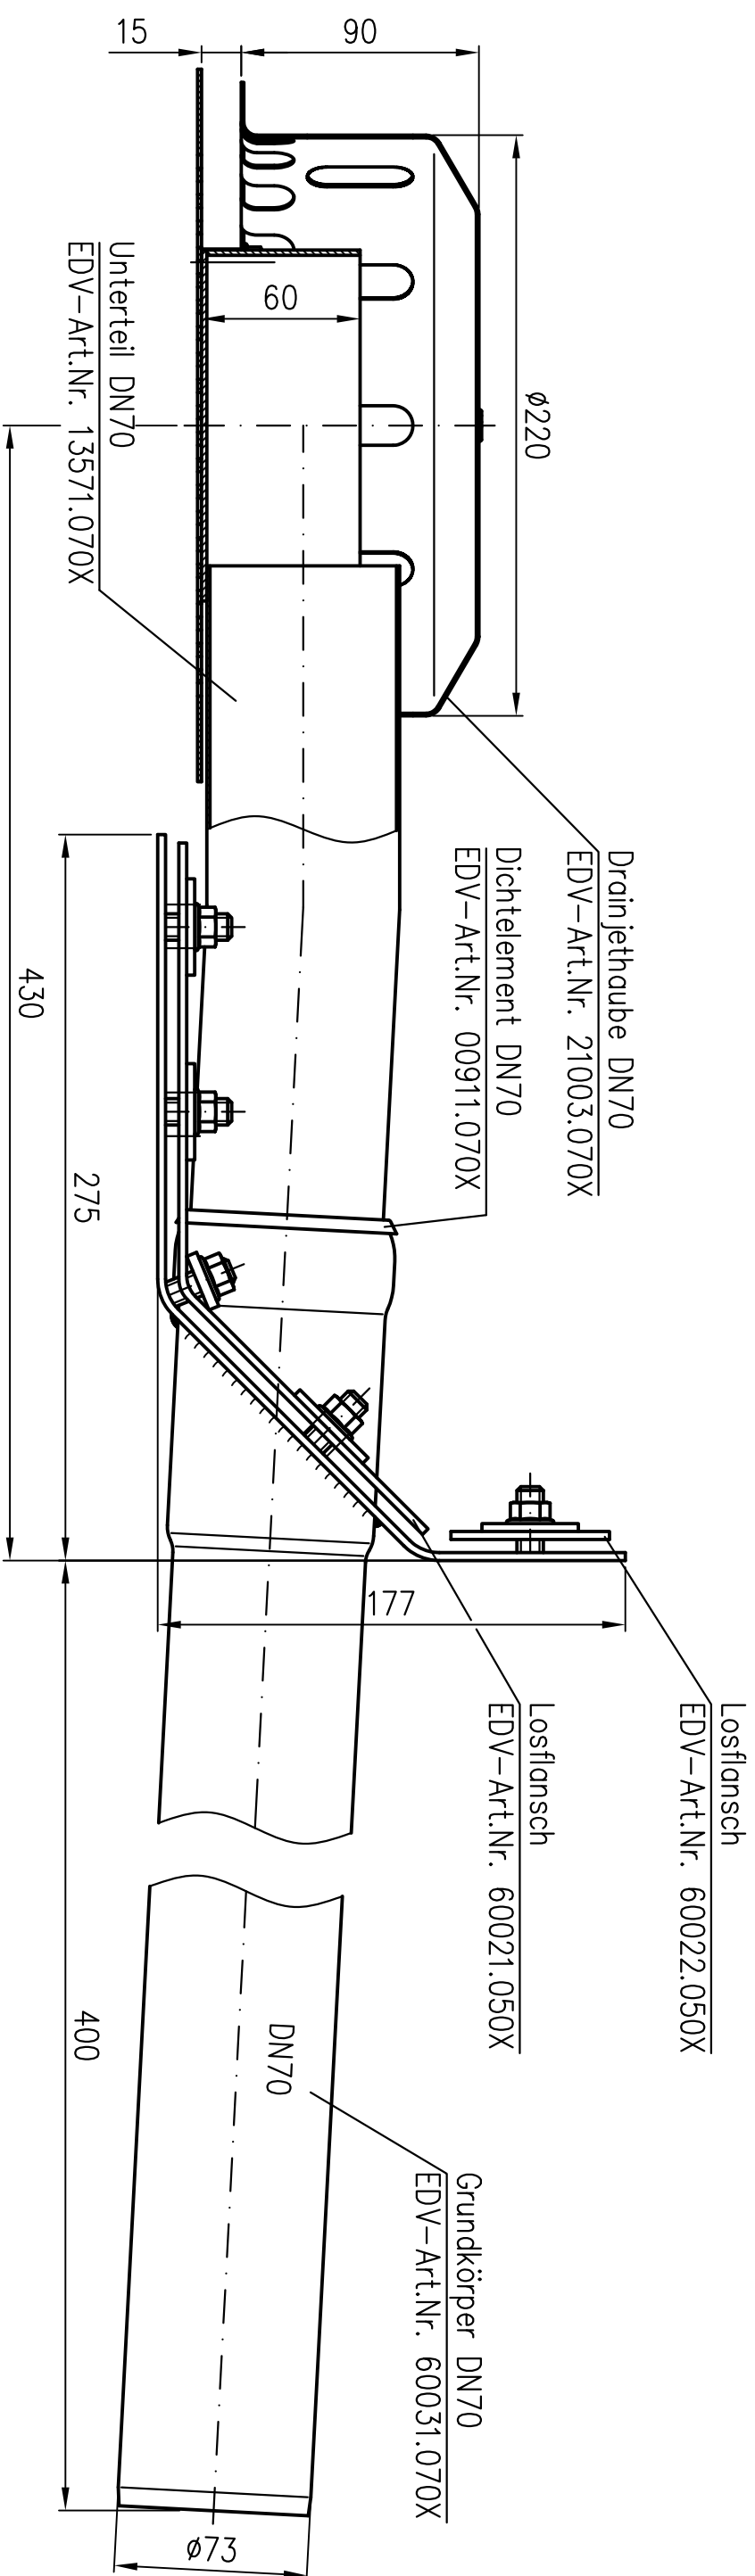 15
90
60
ø220
Unterteil DN70
EDV-Art.Nr. 13571.070X
430
Drainjethaube DN70
EDV-Art.Nr. 21003.070X
Dichtelement DN70
EDV-Art.Nr. 00911.070X
275
177
Losflansch
EDV-Art.Nr. 60022.050X
Losflansch
EDV-Art.Nr. 60021.050X
400
DN70
Grundkörper DN70
EDV-Art.Nr. 60031.070X
ø73